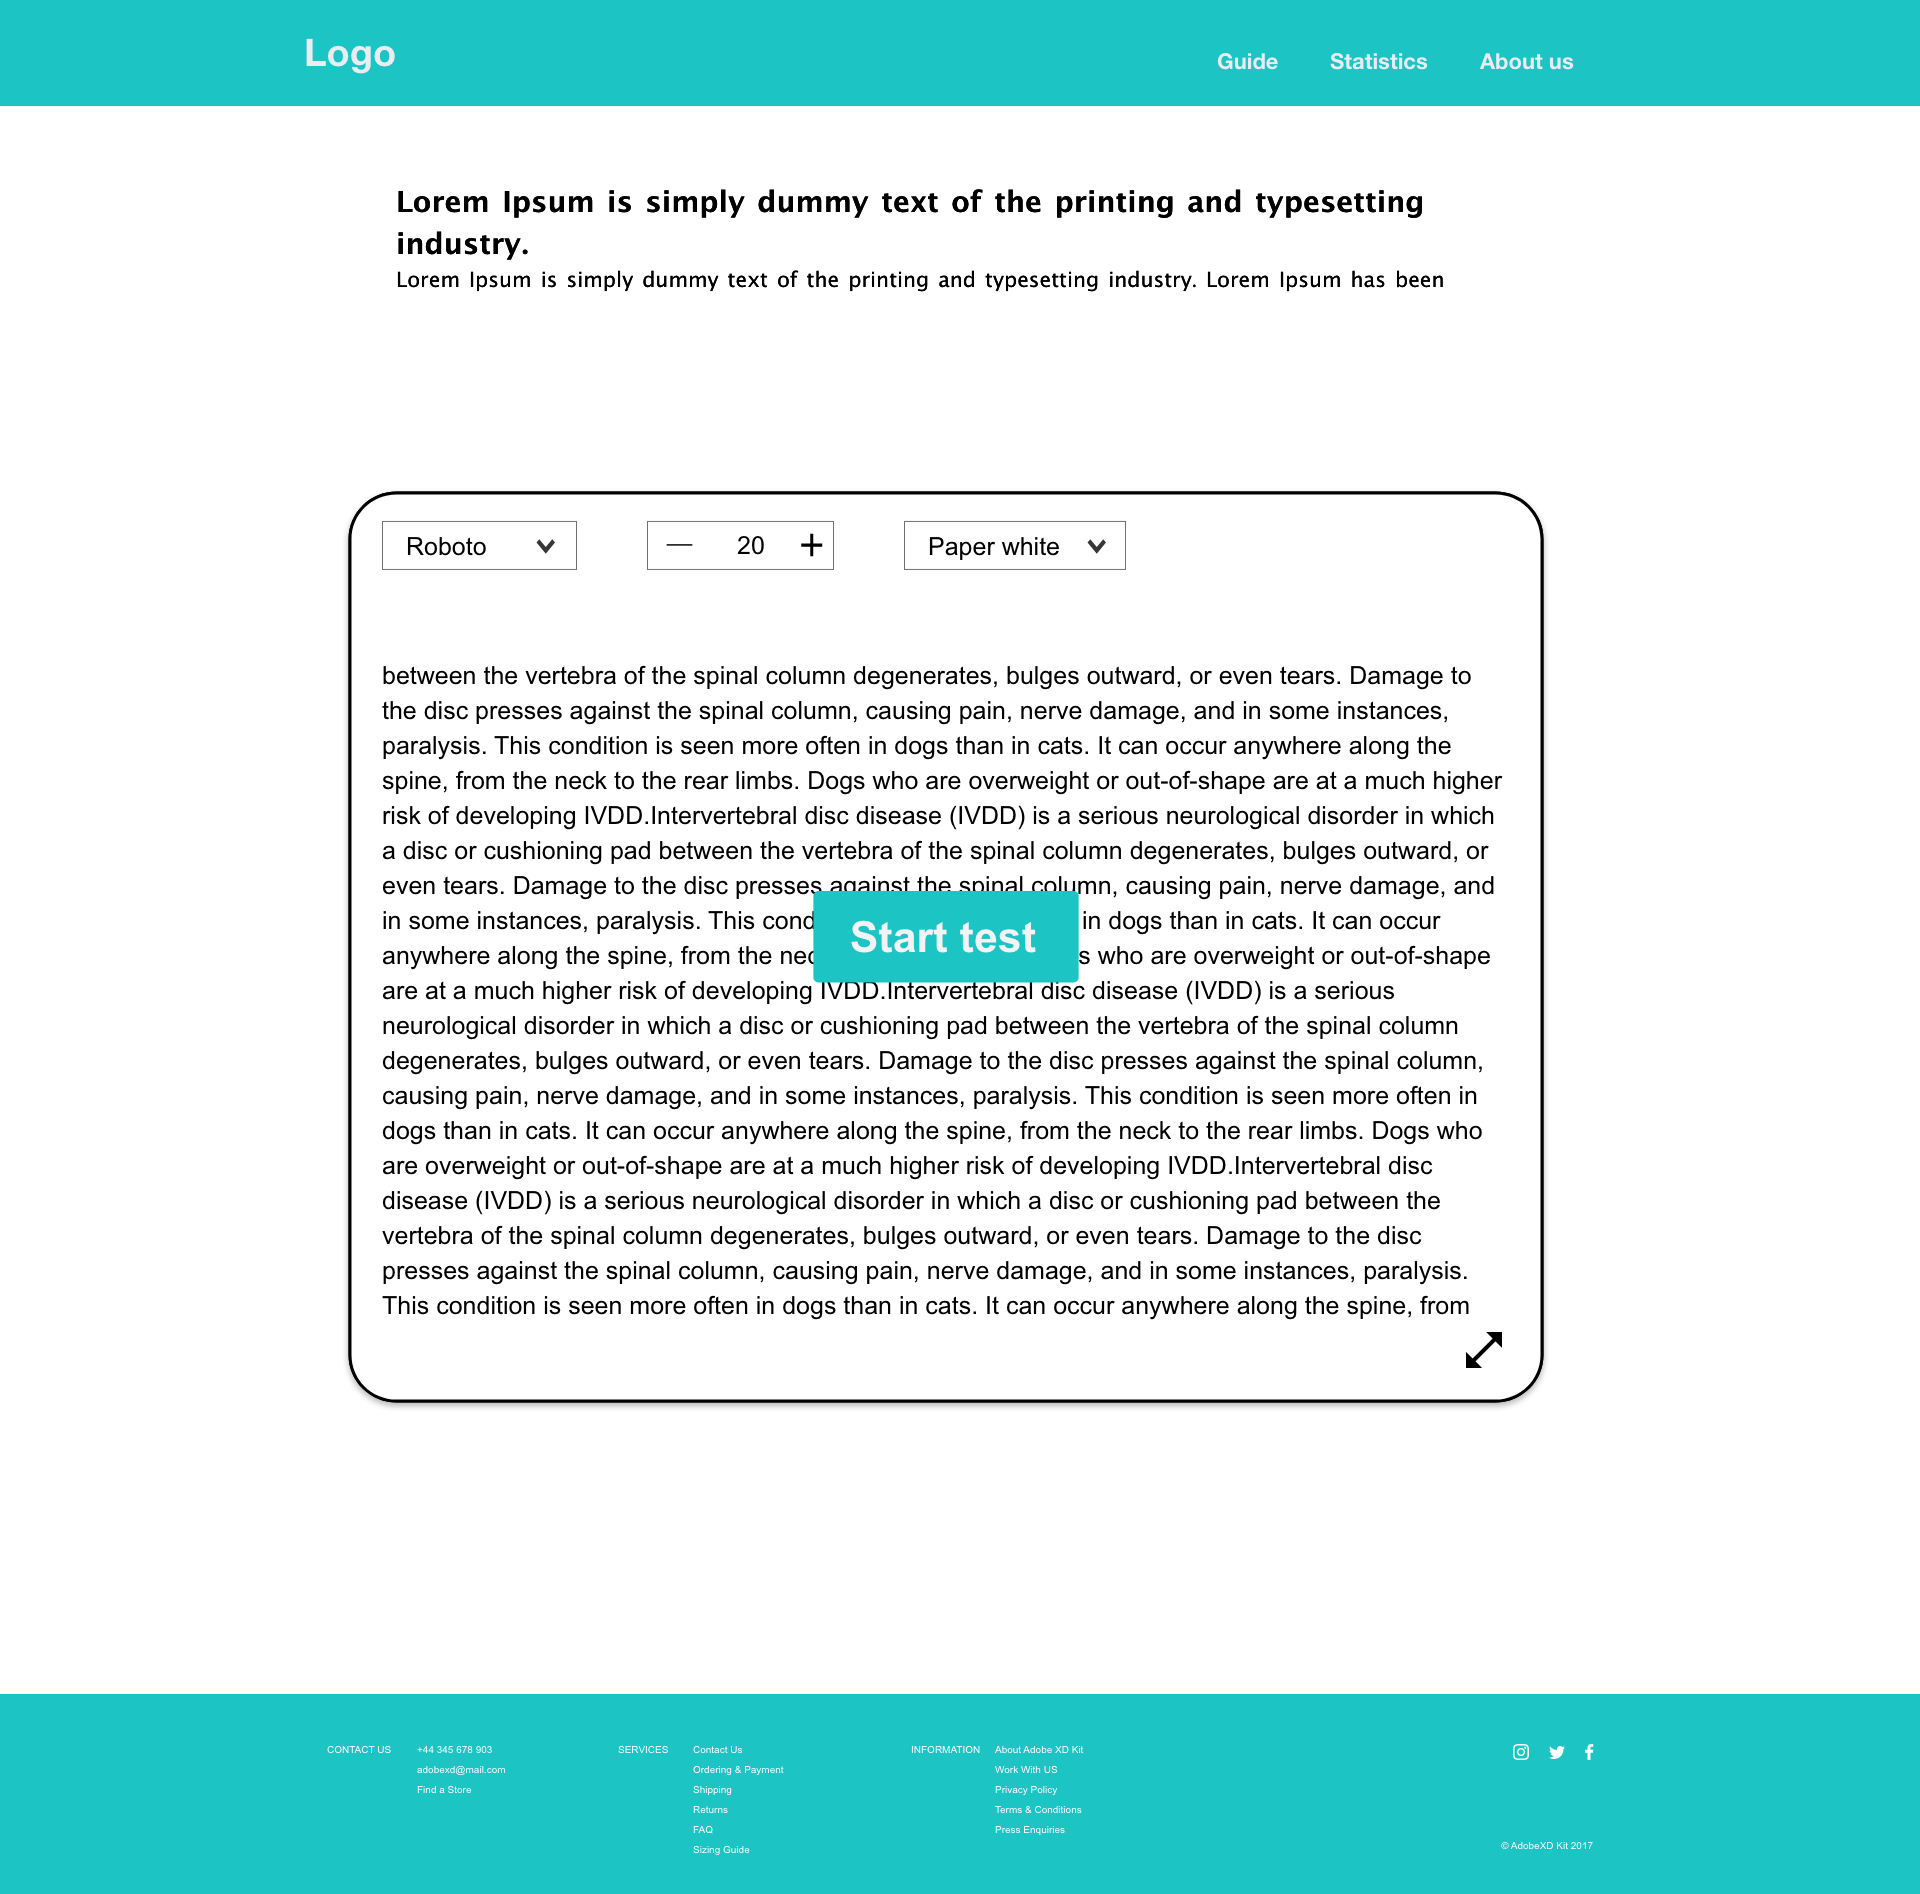 Logo
Guide Statistics About us
Lorem Ipsum is simply dummy text of the printing and typesetting
industry.
Lorem Ipsum is simply dummy text of the printing and typesetting industry. Lorem Ipsum has been
Roboto 20 Paper white
between the vertebra of the spinal column degenerates, bulges outward, or even tears. Damage to
the disc presses against the spinal column, causing pain, nerve damage, and in some instances,
paralysis. This condition is seen more often in dogs than in cats. It can occur anywhere along the
spine, from the neck to the rear limbs. Dogs who are overweight or out-of-shape are at a much higher
risk of developing IVDD.Intervertebral disc disease (IVDD) is a serious neurological disorder in which
a disc or cushioning pad between the vertebra of the spinal column degenerates, bulges outward, or
even tears. Damage to the disc presses against the spinal column, causing pain, nerve damage, and
in some instances, paralysis. This cond in dogs than in cats. It can occur
Start test
anywhere along the spine, from the nec s who are overweight or out-of-shape
are at a much higher risk of developing IVDD.Intervertebral disc disease (IVDD) is a serious
neurological disorder in which a disc or cushioning pad between the vertebra of the spinal column
degenerates, bulges outward, or even tears. Damage to the disc presses against the spinal column,
causing pain, nerve damage, and in some instances, paralysis. This condition is seen more often in
dogs than in cats. It can occur anywhere along the spine, from the neck to the rear limbs. Dogs who
are overweight or out-of-shape are at a much higher risk of developing IVDD.Intervertebral disc
disease (IVDD) is a serious neurological disorder in which a disc or cushioning pad between the
vertebra of the spinal column degenerates, bulges outward, or even tears. Damage to the disc
presses against the spinal column, causing pain, nerve damage, and in some instances, paralysis.
This condition is seen more often in dogs than in cats. It can occur anywhere along the spine, from
CONTACT US
+44 345 678 903
adobexd@mail.com
Find a Store
SERVICES
Contact Us
Ordering & Payment
Shipping
Returns
FAQ
Sizing Guide
INFORMATION
About Adobe XD Kit
Work With US
Privacy Policy
Terms & Conditions
Press Enquiries
© AdobeXD Kit 2017